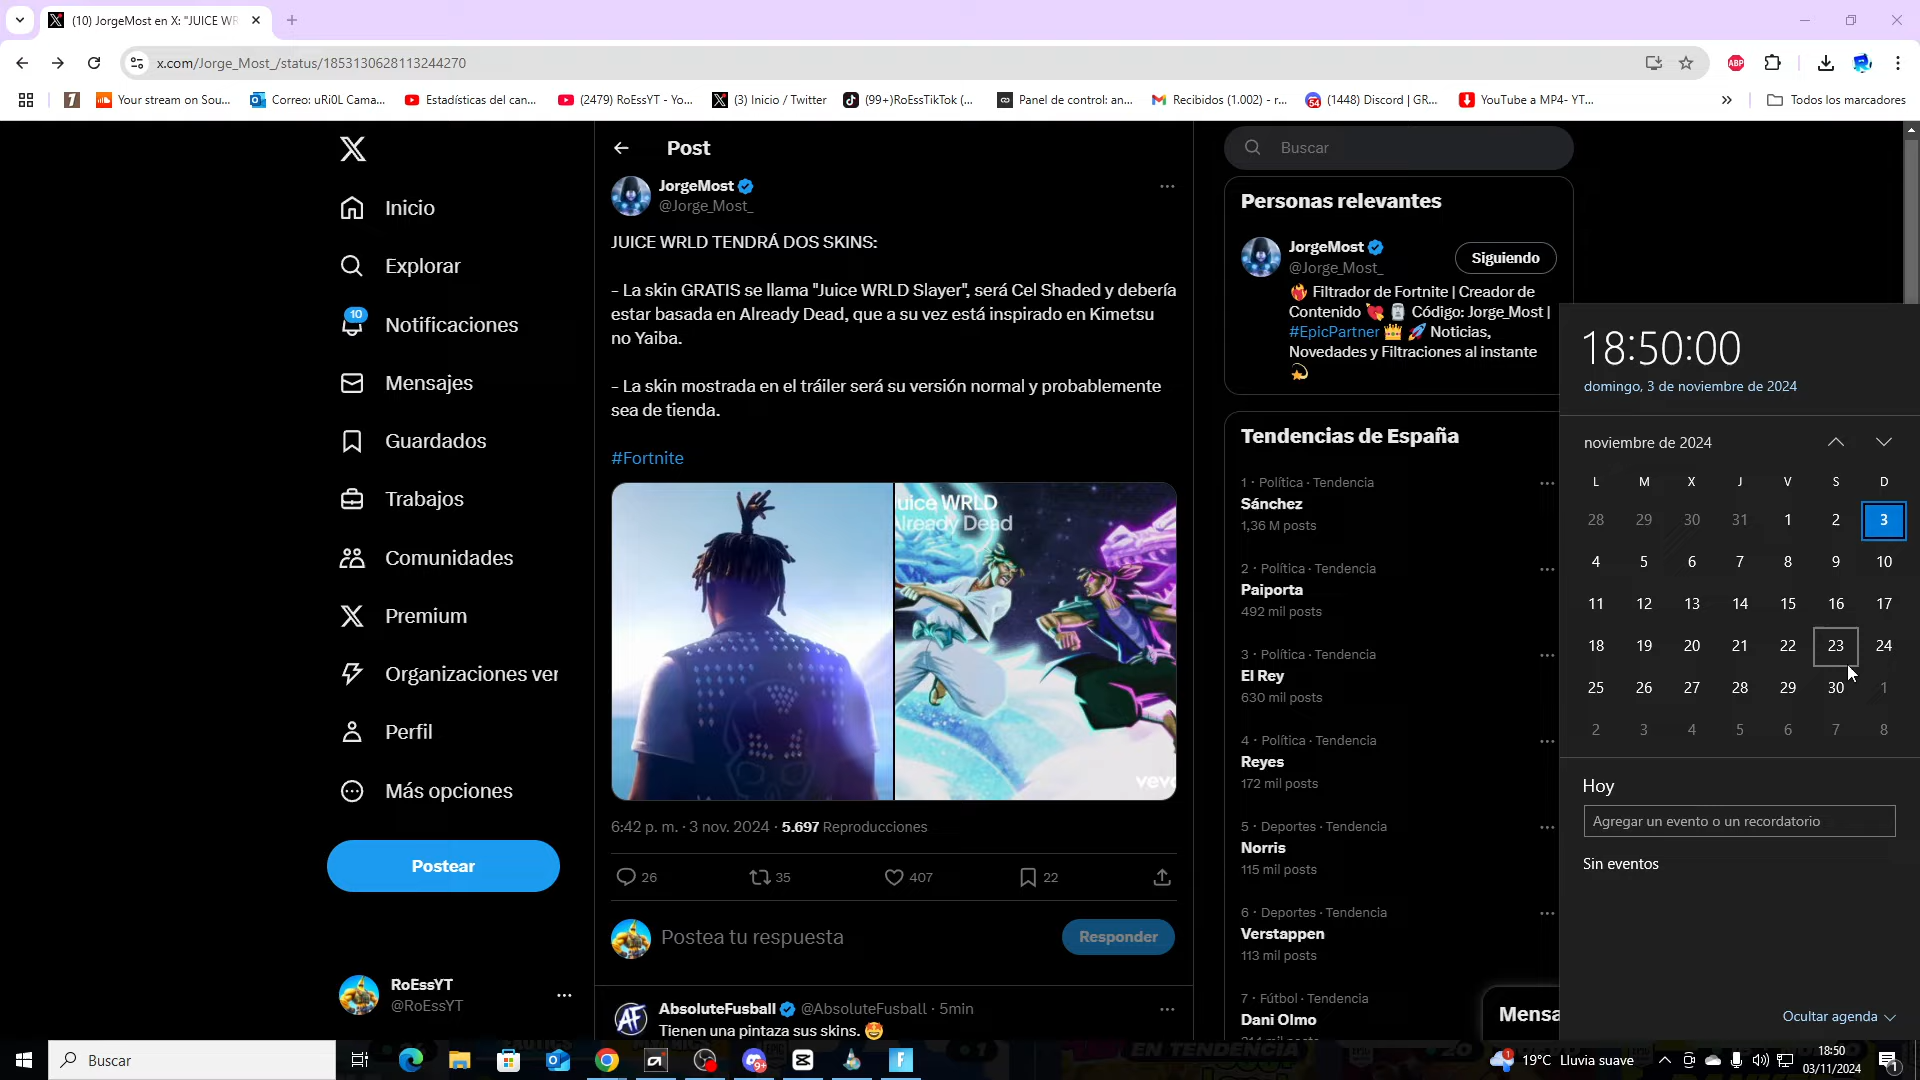 (10) JorgeMost en X: "JUICE WR
x.com/Jorge_Most_/status/1853130628113244270
ABP
Your stream on Sou...
Correo: uRi0L Cama...
Estadísticas del can...
(2479) RoEssYT - Yo...
(3) Inicio / Twitter
(99+)RoEssTikTok (...
Panel de control: an...
Recibidos (1.002) - r...
54
(1448) Discord | GR...
YouTube a MP4- YT...
Todos los marcadores
Inicio
Explorar
10
Notificaciones
Mensajes
Guardados
Trabajos
Comunidades
Premium
Organizaciones ver
Perfil
Más opciones
Postear
RoEssYT
@RoEssYT
Post
JorgeMost
@Jorge_Most_
JUICE WRLD TENDRÁ DOS SKINS:
- La skin GRATIS se llama "Juice WRLD Slayer", será Cel Shaded y debería
estar basada en Already Dead, que a su vez está inspirado en Kimetsu
no Yaiba.
- La skin mostrada en el tráiler será su versión normal y probablemente
sea de tienda.
#Fortnite
uice WRLD
Already Dead
vevo
6:42 p. m. · 3 nov. 2024 · 5.697 Reproducciones
26
35
407
22
Postea tu respuesta
Responder
AF
AbsoluteFusball @AbsoluteFusball · 5min
Tienen una pintaza sus skins. 🤩
Buscar
Personas relevantes
JorgeMost
@Jorge_Most_
Siguiendo
Filtrador de Fortnite | Creador de
Contenido Código: Jorge_Most |
#EpicPartner Noticias,
Novedades y Filtraciones al instante
Tendencias de España
1 · Política · Tendencia
Sánchez
1,36 M posts
2 · Política · Tendencia
Paiporta
492 mil posts
3 · Política · Tendencia
El Rey
630 mil posts
4 · Política · Tendencia
Reyes
172 mil posts
5 · Deportes · Tendencia
Norris
115 mil posts
6 · Deportes · Tendencia
Verstappen
113 mil posts
7 · Fútbol · Tendencia
Dani Olmo
Mensa
18:50:00
domingo, 3 de noviembre de 2024
noviembre de 2024
L M X J V S D
28 29 30 31 1 2 3
4 5 6 7 8 9 10
11 12 13 14 15 16 17
18 19 20 21 22 23 24
25 26 27 28 29 30 1
2 3 4 5 6 7 8
Hoy
Agregar un evento o un recordatorio
Sin eventos
Ocultar agenda
Buscar
9+
EN TENDENCIA
1
19°C Lluvia suave
18:50
03/11/2024
1